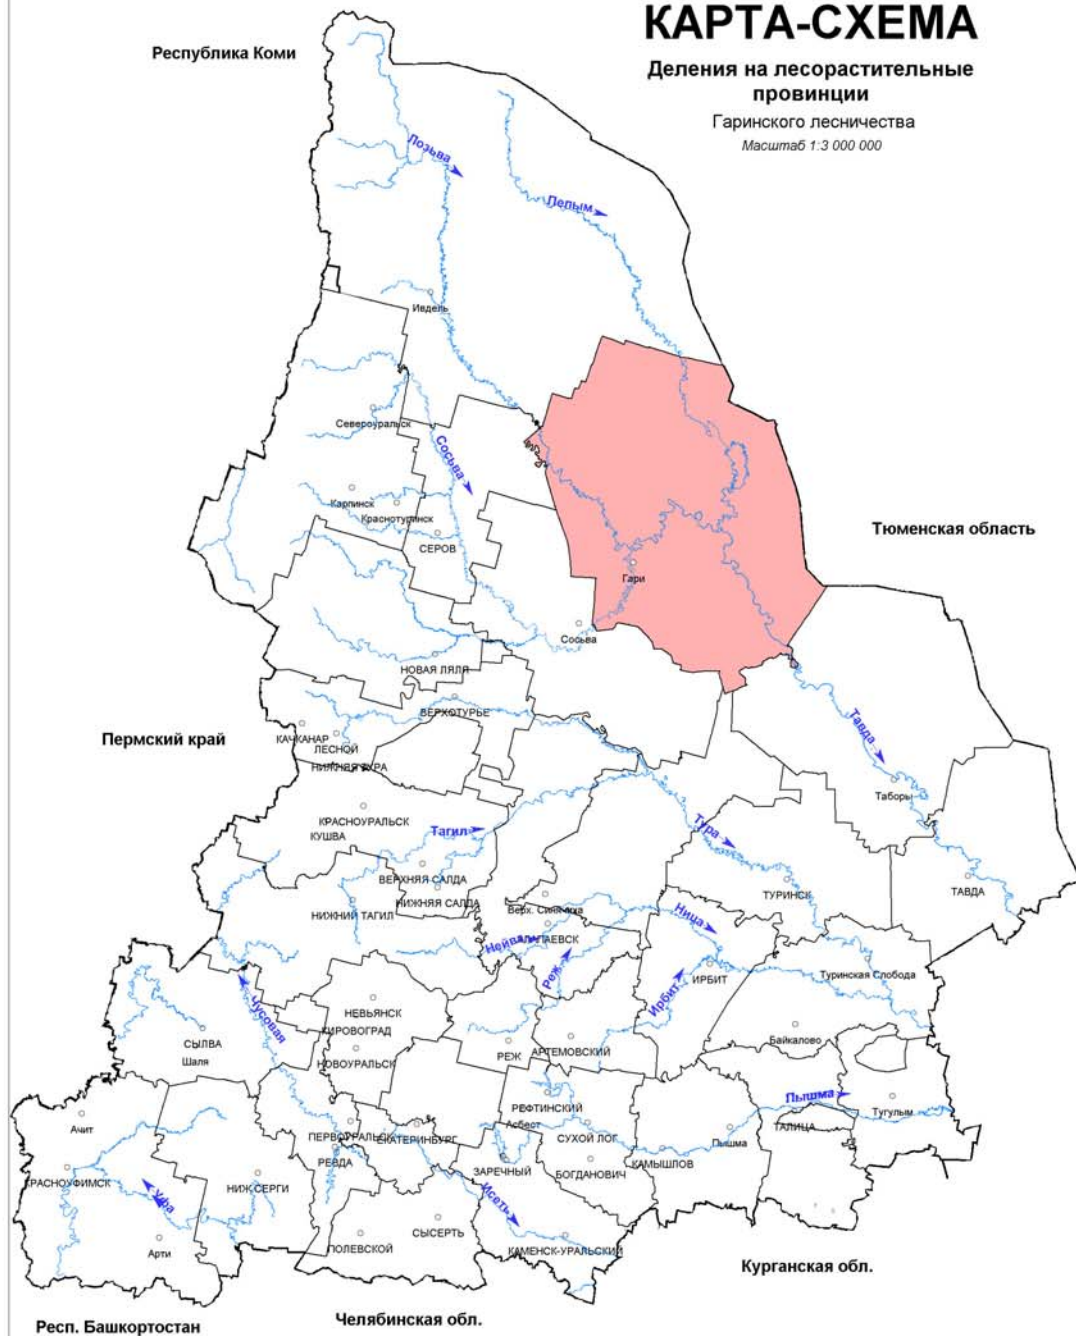 КАРТА-СХЕМА
Деления на лесорастительные
провинции
Гаринского лесничества
Масштаб 1:3 000 000
Республика Коми
Лозьва
Пелым
Ивдель
Североуральск
Сосьва
Карпинск
Краснотурьинск
СЕРОВ
Тюменская область
Гари
Сосьва
НОВАЯ ЛЯЛЯ
ВЕРХОТУРЬЕ
Пермский край
КАЧКАНАР
ЛЕСНОЙ
НИЖНЯЯ ТУРА
Тавда
Таборы
КРАСНОУРАЛЬСК
КУШВА
Тагил
Тура
ВЕРХНЯЯ САЛДА
НИЖНЯЯ САЛДА
НИЖНИЙ ТАГИЛ
ТУРИНСК
ТАВДА
Верх. Синячиха
АЛАПАЕВСК
Ница
Нейва
Реж
Ирбит
ИРБИТ
Туринская Слобода
Чусовая
НЕВЬЯНСК
КИРОВОГРАД
НОВОУРАЛЬСК
СЫЛВА
Шаля
РЕЖ
АРТЕМОВСКИЙ
Байкалово
Пышма
Тугулым
ТАЛИЦА
РЕФТИНСКИЙ
Асбест
СУХОЙ ЛОГ
Пышма
Ачит
ПЕРВОУРАЛЬСК
ЕКАТЕРИНБУРГ
РЕВДА
ЗАРЕЧНЫЙ
БОГДАНОВИЧ
КАМЫШЛОВ
КРАСНОУФИМСК
Уфа
НИЖ.СЕРГИ
Исеть
Арти
ПОЛЕВСКОЙ
СЫСЕРТЬ
КАМЕНСК-УРАЛЬСКИЙ
Курганская обл.
Челябинская обл.
Респ. Башкортостан